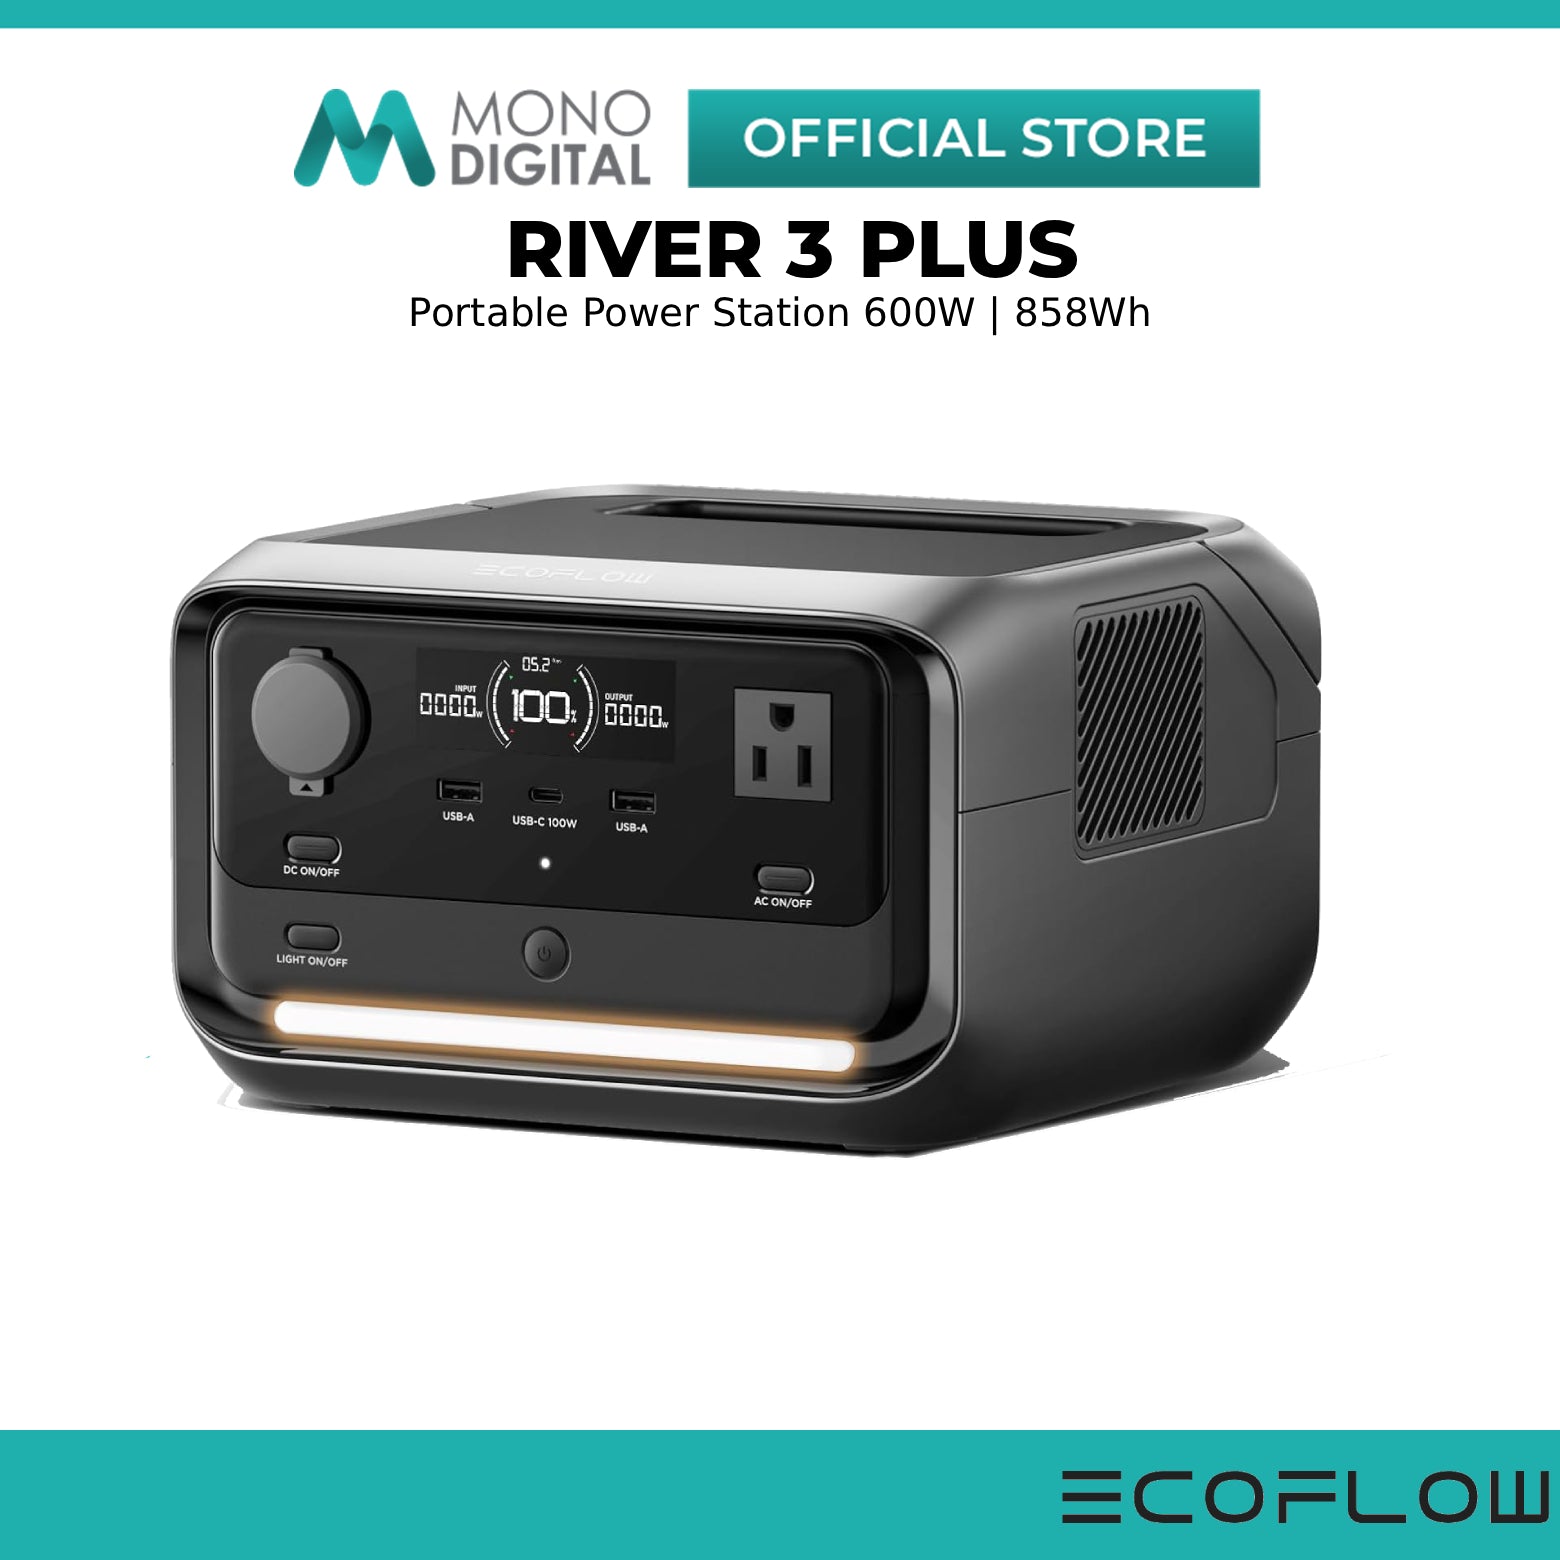 MONO
DIGITAL
OFFICIAL STORE
RIVER 3 PLUS
Portable Power Station 600W | 858Wh
ECOFLOW
05.2
INPUT
0000W
100%
OUTPUT
0000W
USB-A
USB-C 100W
USB-A
DC ON/OFF
AC ON/OFF
LIGHT ON/OFF
ECOFLOW